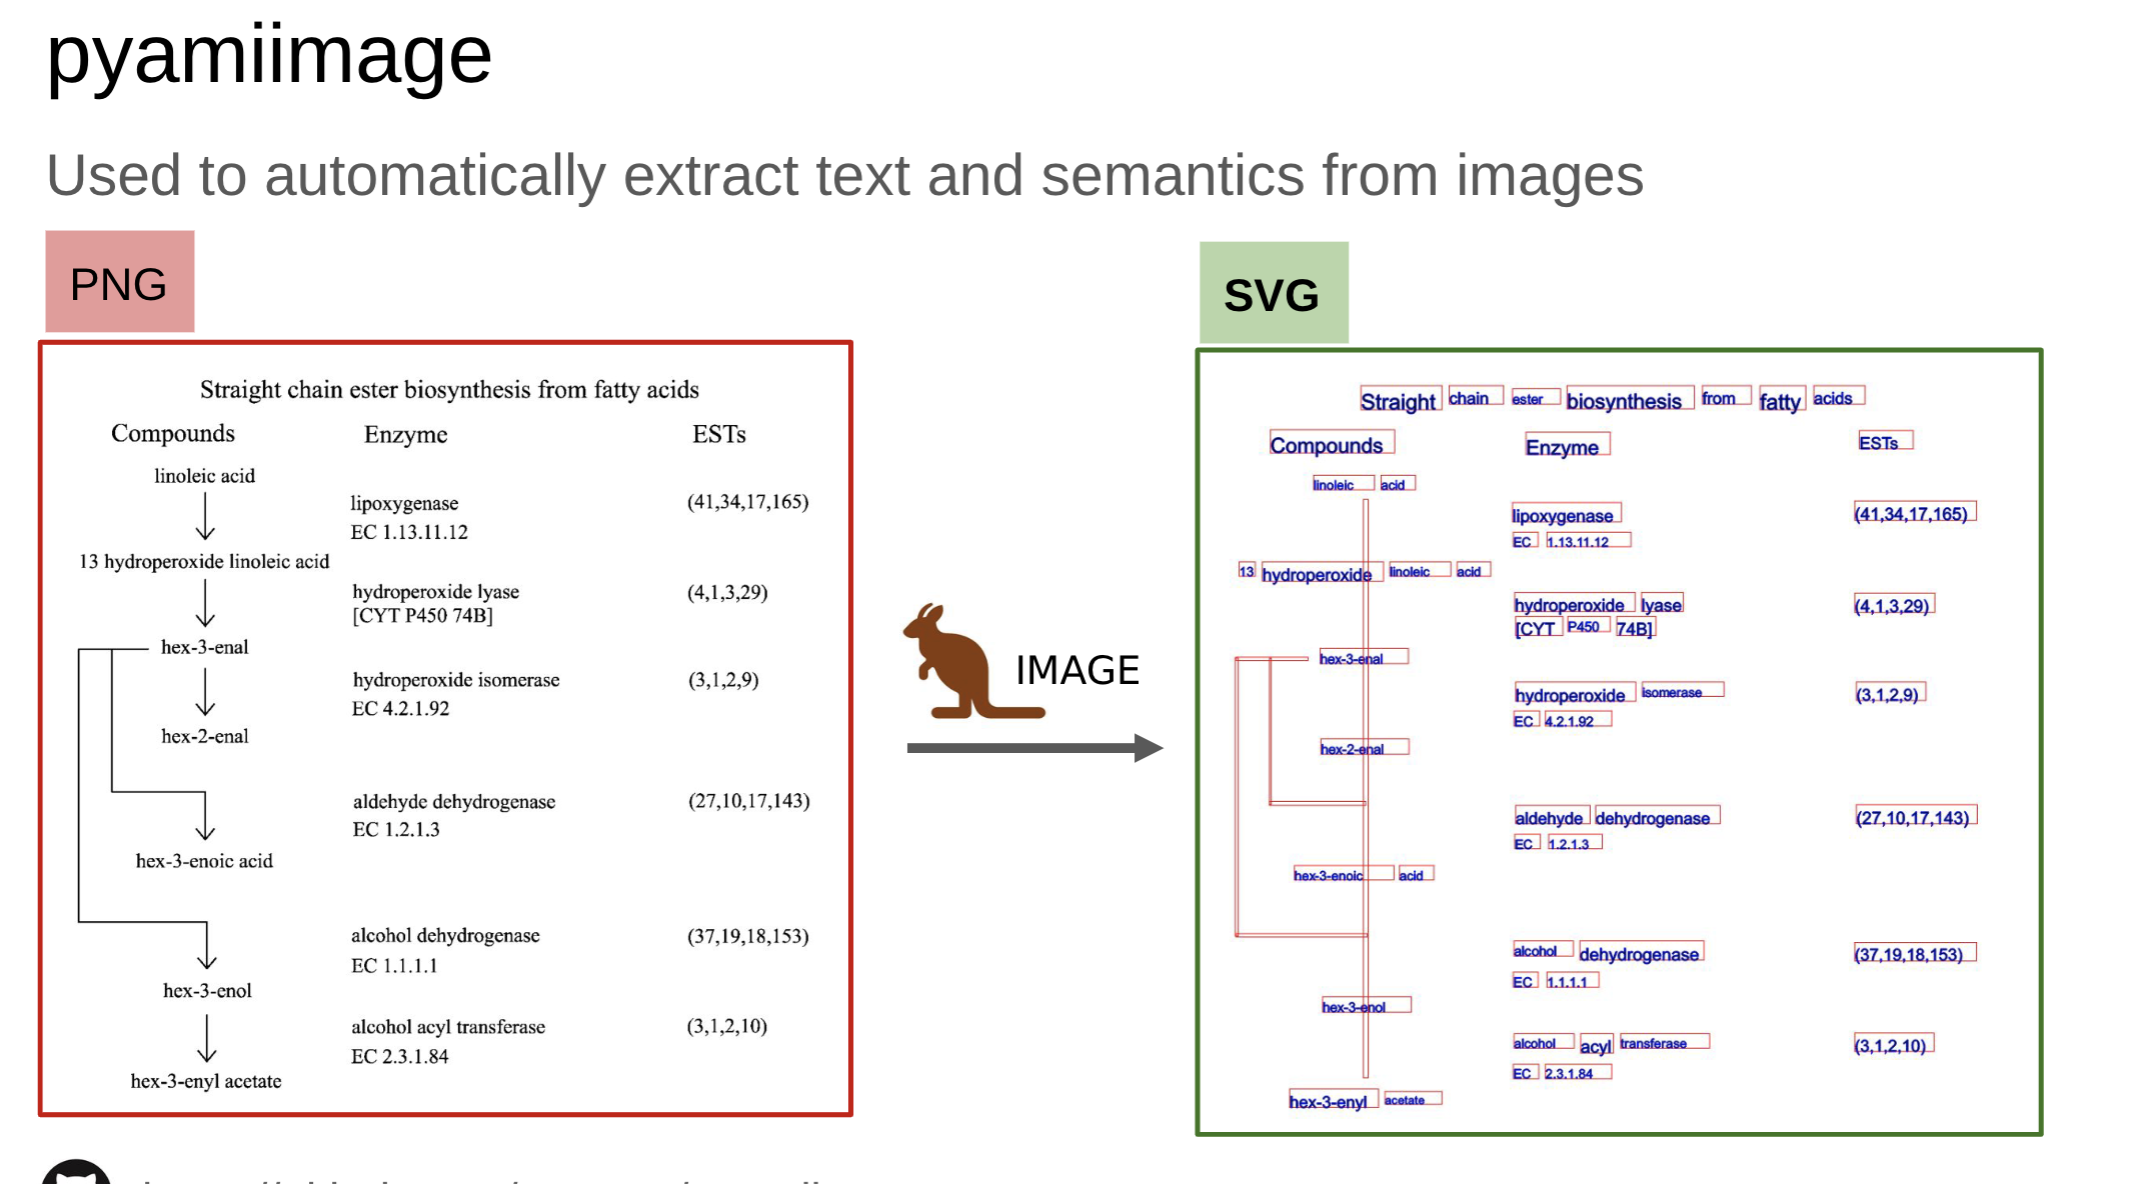 pyamiimage
Used to automatically extract text and semantics from images
PNG
Straight chain ester biosynthesis from fatty acids
Compounds Enzyme ESTs
linoleic acid
lipoxygenase (41,34,17,165)
EC 1.13.11.12
13 hydroperoxide linoleic acid
hydroperoxide lyase (4,1,3,29)
[CYT P450 74B]
hex-3-enal
hydroperoxide isomerase (3,1,2,9)
EC 4.2.1.92
hex-2-enal
aldehyde dehydrogenase (27,10,17,143)
EC 1.2.1.3
hex-3-enoic acid
alcohol dehydrogenase (37,19,18,153)
EC 1.1.1.1
hex-3-enol
alcohol acyl transferase (3,1,2,10)
EC 2.3.1.84
hex-3-enyl acetate
IMAGE
SVG
Straight chain ester biosynthesis from fatty acids
Compounds Enzyme ESTs
linoleic acid
lipoxygenase (41,34,17,165)
EC 1.13.11.12
13 hydroperoxide linoleic acid
hydroperoxide lyase (4,1,3,29)
[CYT P450 74B]
hex-3-enal
hydroperoxide isomerase (3,1,2,9)
EC 4.2.1.92
hex-2-enal
aldehyde dehydrogenase (27,10,17,143)
EC 1.2.1.3
hex-3-enoic acid
alcohol dehydrogenase (37,19,18,153)
EC 1.1.1.1
hex-3-enol
alcohol acyl transferase (3,1,2,10)
EC 2.3.1.84
hex-3-enyl acetate